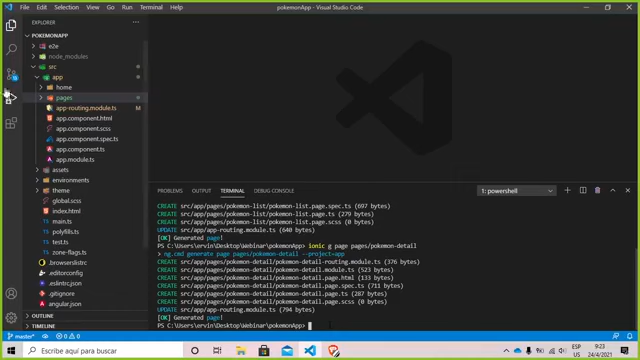 File Edit Selection View Go Run Terminal Help
pokemonApp - Visual Studio Code
EXPLORER
POKEMONAPP
e2e
node_modules
src
app
home
pages
app-routing.module.ts M
app.component.html
app.component.scss
app.component.spec.ts
app.component.ts
app.module.ts
assets
environments
theme
global.scss
index.html
main.ts
polyfills.ts
test.ts
zone-flags.ts
.browserslistrc
.editorconfig
.eslintrc.json
.gitignore
angular.json
OUTLINE
TIMELINE
PROBLEMS OUTPUT TERMINAL DEBUG CONSOLE
1: powershell
CREATE src/app/pages/pokemon-list/pokemon-list.page.spec.ts (697 bytes)
CREATE src/app/pages/pokemon-list/pokemon-list.page.ts (279 bytes)
CREATE src/app/pages/pokemon-list/pokemon-list.page.scss (0 bytes)
UPDATE src/app/app-routing.module.ts (640 bytes)
[OK] Generated page!
PS C:\Users\ervin\Desktop\Webinar\pokemonApp> ionic g page pages/pokemon-detail
> ng.cmd generate page pages/pokemon-detail --project=app
CREATE src/app/pages/pokemon-detail/pokemon-detail-routing.module.ts (376 bytes)
CREATE src/app/pages/pokemon-detail/pokemon-detail.module.ts (523 bytes)
CREATE src/app/pages/pokemon-detail/pokemon-detail.page.html (133 bytes)
CREATE src/app/pages/pokemon-detail/pokemon-detail.page.spec.ts (711 bytes)
CREATE src/app/pages/pokemon-detail/pokemon-detail.page.ts (287 bytes)
CREATE src/app/pages/pokemon-detail/pokemon-detail.page.scss (0 bytes)
UPDATE src/app/app-routing.module.ts (794 bytes)
[OK] Generated page!
PS C:\Users\ervin\Desktop\Webinar\pokemonApp>
master* 0 0
Escribe aquí para buscar
ESP
9:23
24/4/2021